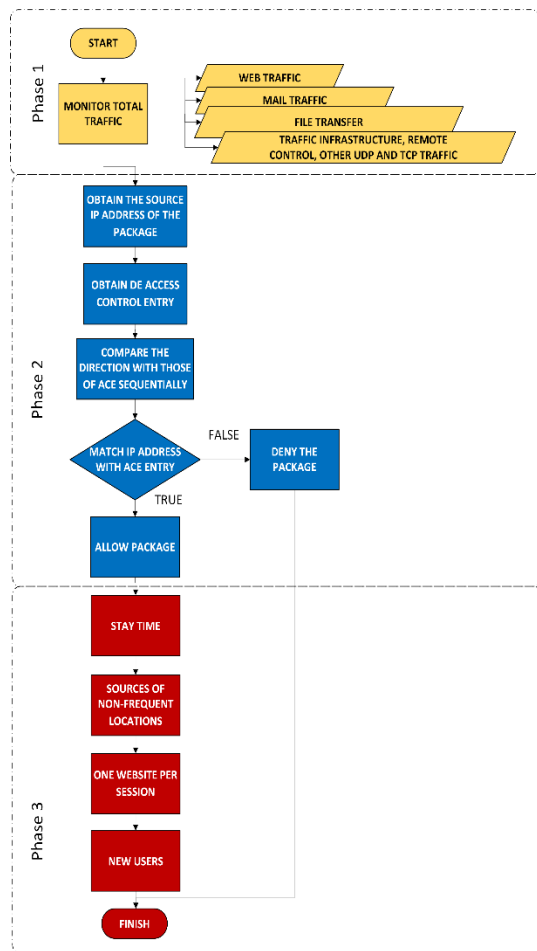 Phase 1
START
MONITOR TOTAL
TRAFFIC
WEB TRAFFIC
MAIL TRAFFIC
FILE TRANSFER
TRAFFIC INFRASTRUCTURE, REMOTE
CONTROL, OTHER UDP AND TCP TRAFFIC
Phase 2
OBTAIN THE SOURCE
IP ADDRESS OF THE
PACKAGE
OBTAIN DE ACCESS
CONTROL ENTRY
COMPARE THE
DIRECTION WITH THOSE
OF ACE SEQUENTIALLY
MATCH IP ADDRESS
WITH ACE ENTRY
FALSE
DENY THE
PACKAGE
TRUE
ALLOW PACKAGE
Phase 3
STAY TIME
SOURCES OF
NON-FREQUENT
LOCATIONS
ONE WEBSITE PER
SESSION
NEW USERS
FINISH